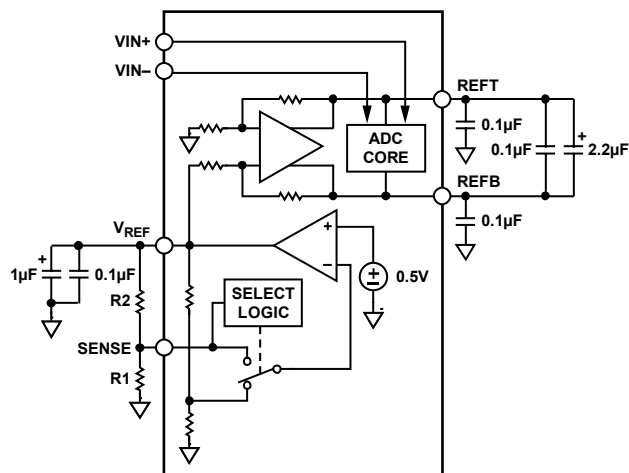 VIN+
VIN–
REFT
ADC
CORE
0.1µF
0.1µF
+
2.2µF
REFB
0.1µF
VREF
+
1µF
0.1µF
R2
+
–
0.5V
SELECT
LOGIC
SENSE
R1